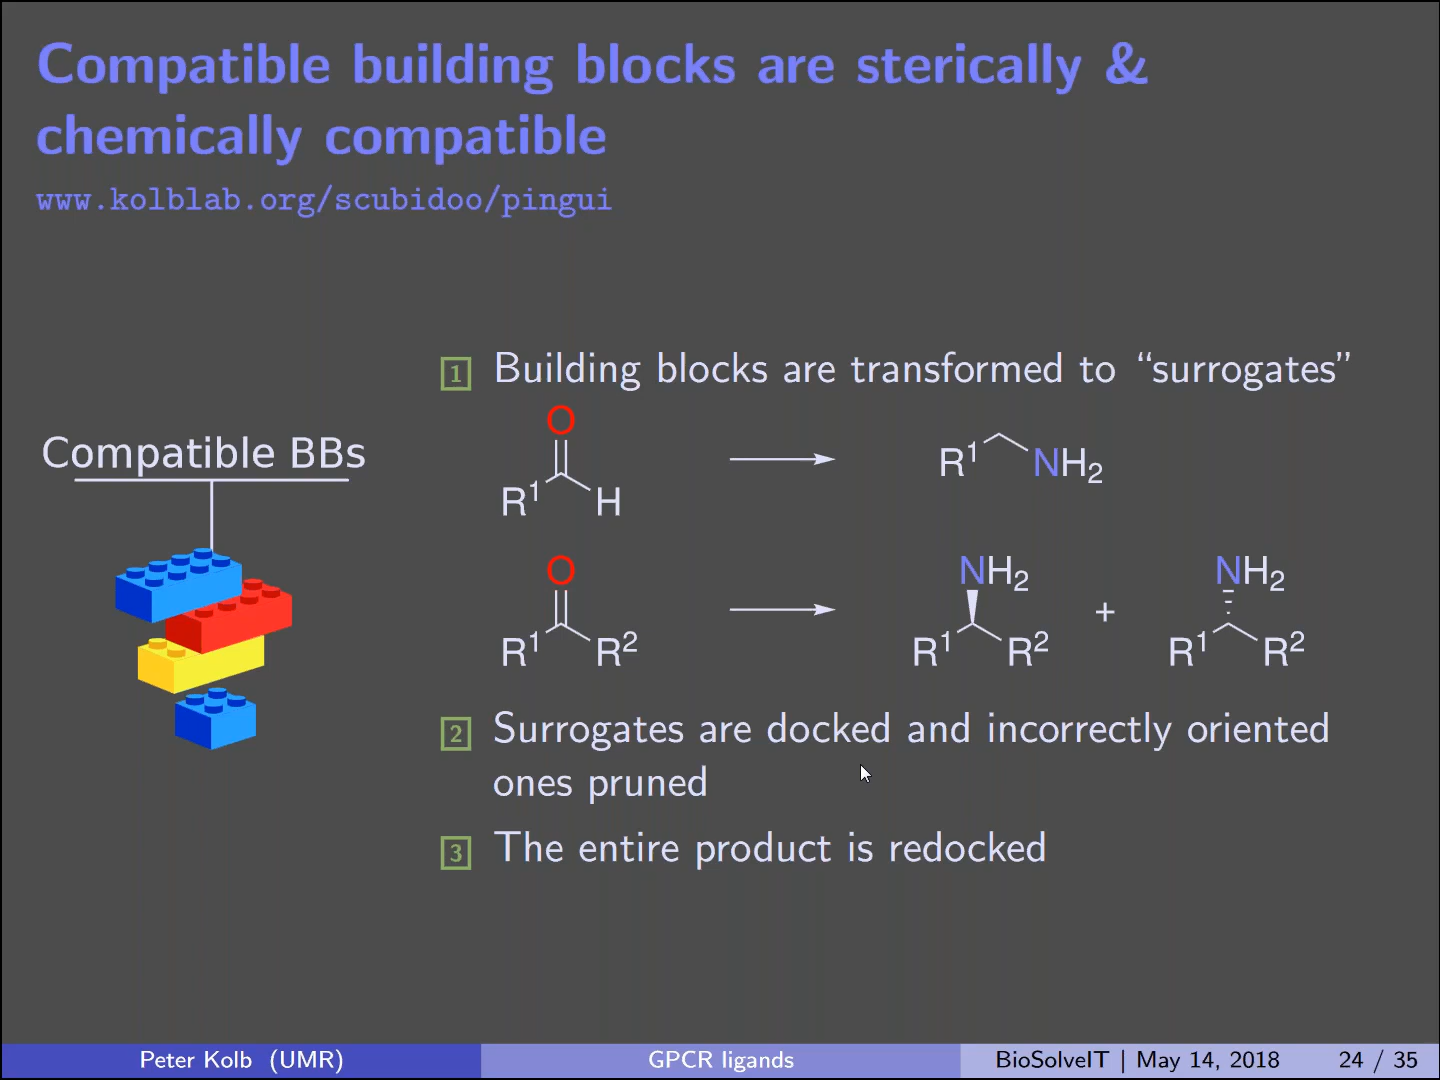 Compatible building blocks are sterically &
chemically compatible
www.kolblab.org/scubidoo/pingui
Compatible BBs
1 Building blocks are transformed to “surrogates”
O
R1 H
R1 NH2
O
R1 R2
NH2
R1 R2
+
NH2
R1 R2
2 Surrogates are docked and incorrectly oriented
ones pruned
3 The entire product is redocked
Peter Kolb (UMR) GPCR ligands BioSolveIT | May 14, 2018 24 / 35